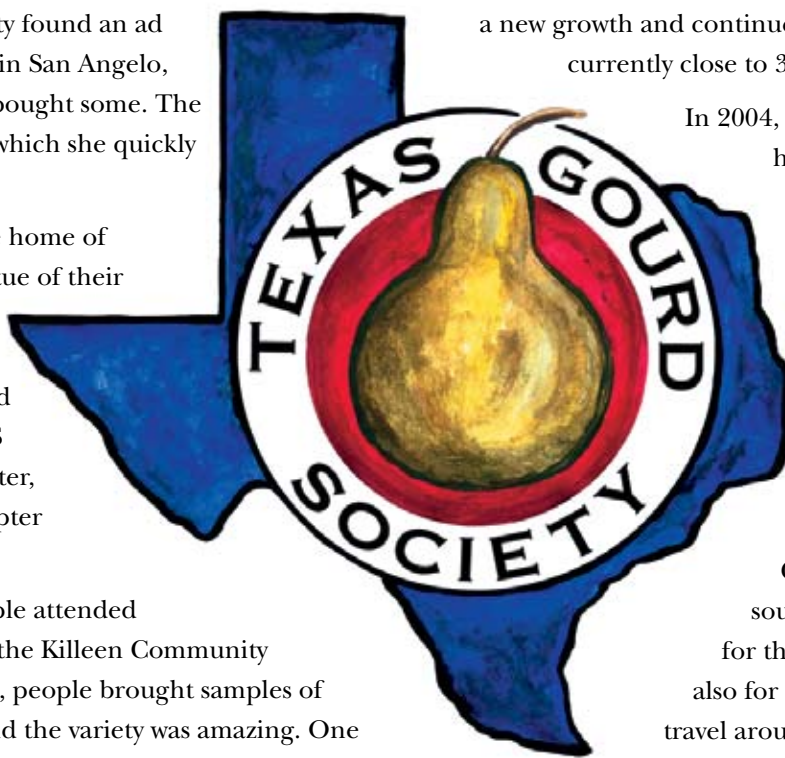 ty found an ad
in San Angelo,
bought some. The
which she quickly
home of
tue of their
ter,
pter
ple attended
the Killeen Community
, people brought samples of
d the variety was amazing. One
TEXAS GOURD
SOCIETY
a new growth and continue
currently close to 3
In 2004,
h
sou
for th
also for
travel arou